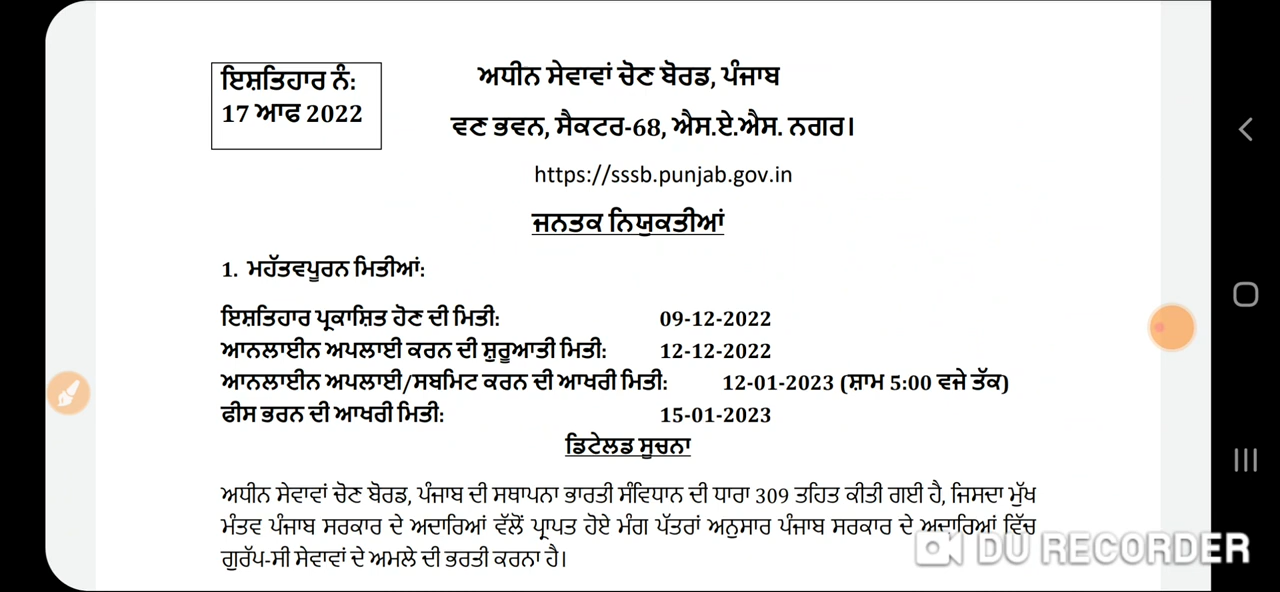 ਇਸ਼ਤਿਹਾਰ ਨੰ:
17 ਆਫ 2022
ਅਧੀਨ ਸੇਵਾਵਾਂ ਚੋਣ ਬੋਰਡ, ਪੰਜਾਬ
ਵਣ ਭਵਨ, ਸੈਕਟਰ-68, ਐਸ.ਏ.ਐਸ. ਨਗਰ।
https://sssb.punjab.gov.in
ਜਨਤਕ ਨਿਯੁਕਤੀਆਂ
1. ਮਹੱਤਵਪੂਰਨ ਮਿਤੀਆਂ:
ਇਸ਼ਤਿਹਾਰ ਪ੍ਰਕਾਸ਼ਿਤ ਹੋਣ ਦੀ ਮਿਤੀ: 09-12-2022
ਆਨਲਾਈਨ ਅਪਲਾਈ ਕਰਨ ਦੀ ਸ਼ੁਰੂਆਤੀ ਮਿਤੀ: 12-12-2022
ਆਨਲਾਈਨ ਅਪਲਾਈ/ਸਬਮਿਟ ਕਰਨ ਦੀ ਆਖਰੀ ਮਿਤੀ: 12-01-2023 (ਸ਼ਾਮ 5:00 ਵਜੇ ਤੱਕ)
ਫੀਸ ਭਰਨ ਦੀ ਆਖਰੀ ਮਿਤੀ: 15-01-2023
ਡਿਟੇਲਡ ਸੂਚਨਾ
ਅਧੀਨ ਸੇਵਾਵਾਂ ਚੋਣ ਬੋਰਡ, ਪੰਜਾਬ ਦੀ ਸਥਾਪਨਾ ਭਾਰਤੀ ਸੰਵਿਧਾਨ ਦੀ ਧਾਰਾ 309 ਤਹਿਤ ਕੀਤੀ ਗਈ ਹੈ, ਜਿਸਦਾ ਮੁੱਖ
ਮੰਤਵ ਪੰਜਾਬ ਸਰਕਾਰ ਦੇ ਅਦਾਰਿਆਂ ਵੱਲੋਂ ਪ੍ਰਾਪਤ ਹੋਏ ਮੰਗ ਪੱਤਰਾਂ ਅਨੁਸਾਰ ਪੰਜਾਬ ਸਰਕਾਰ ਦੇ ਅਦਾਰਿਆਂ ਵਿੱਚ
ਗੁਰੱਪ-ਸੀ ਸੇਵਾਵਾਂ ਦੇ ਅਮਲੇ ਦੀ ਭਰਤੀ ਕਰਨਾ ਹੈ।
DU RECORDER